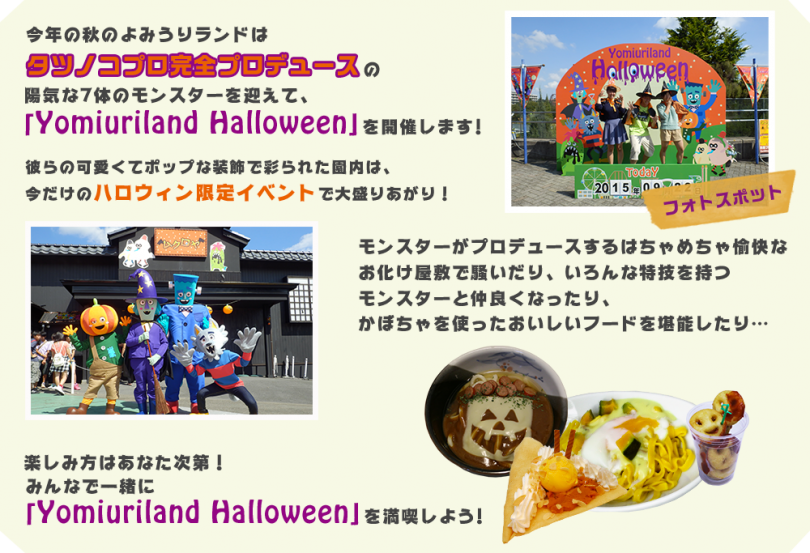 今年の秋のよみうりランドは
タツノコプロ完全プロデュースの
陽気な7体のモンスターを迎えて、
「Yomiuriland Halloween」を開催します!
彼らの可愛くてポップな装飾で彩られた園内は、
今だけのハロウィン限定イベントで大盛りあがり!
Yomiuriland
Halloween
TodaY
2015年09
フォトスポット
モンスターがプロデュースするはちゃめちゃ愉快な
お化け屋敷で騒いだり、いろんな特技を持つ
モンスターと仲良くなったり、
かぼちゃを使ったおいしいフードを堪能したり…
楽しみ方はあなた次第!
みんなで一緒に
「Yomiuriland Halloween」を満喫しよう!